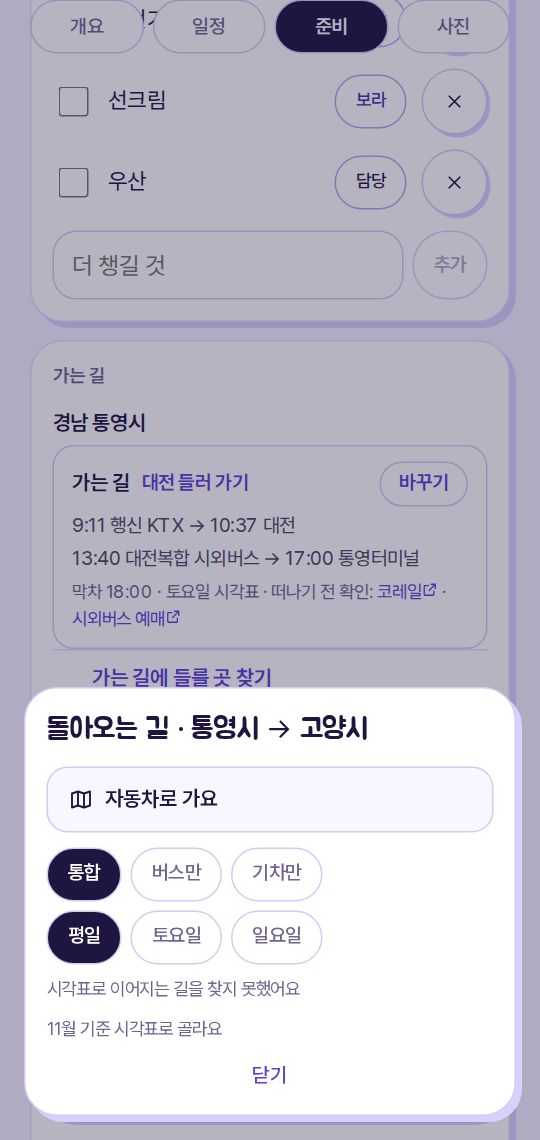 개요
일정
준비
사진
선크림
보라
×
우산
담당
×
더 챙길 것
추가
가는 길
경남 통영시
가는 길 대전 들러 가기
바꾸기
9:11 행신 KTX → 10:37 대전
13:40 대전복합 시외버스 → 17:00 통영터미널
막차 18:00 · 토요일 시각표 · 떠나기 전 확인: 코레일 ·
시외버스 예매
가는 길에 들를 곳 찾기
돌아오는 길 · 통영시 → 고양시
자동차로 가요
통합
버스만
기차만
평일
토요일
일요일
시각표로 이어지는 길을 찾지 못했어요
11월 기준 시각표로 골라요
닫기